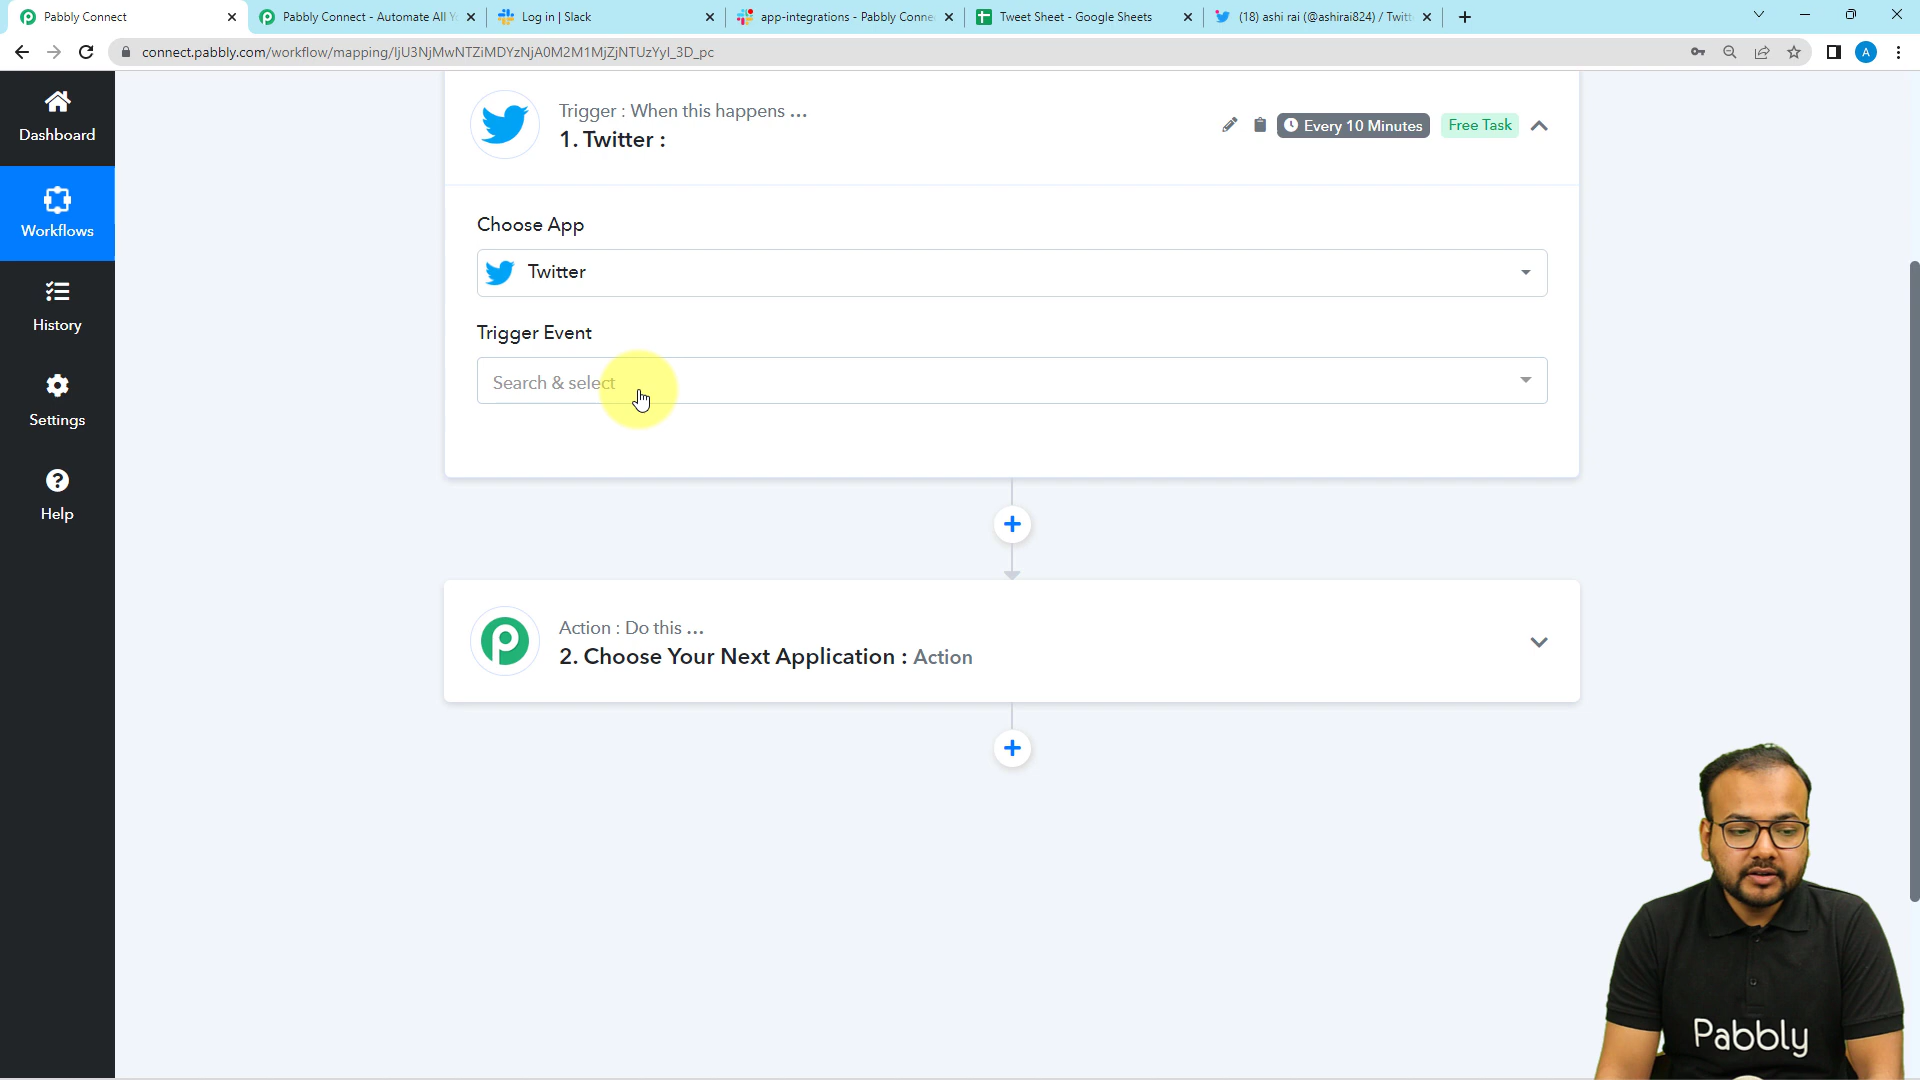 Pabbly Connect
Pabbly Connect - Automate All Y
Log in | Slack
app-integrations - Pabbly Conne
Tweet Sheet - Google Sheets
(18) ashi rai (@ashirai824) / Twitt
connect.pabbly.com/workflow/mapping/IjU3NjMwNTZiMDYzNjA0M2M1MjZjNTUzYyI_3D_pc
A
Dashboard
Workflows
History
Settings
Help
Trigger : When this happens ...
1. Twitter :
Every 10 Minutes
Free Task
Choose App
Twitter
Trigger Event
Search & select
Action : Do this ...
2. Choose Your Next Application : Action
Pabbly